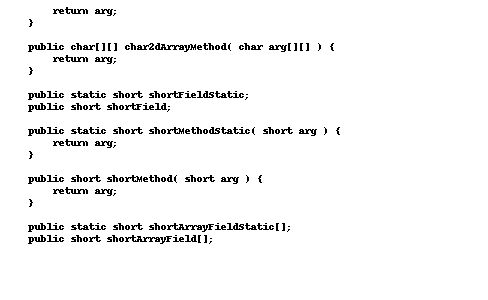 return arg;
}
public char[][] char2dArrayMethod( char arg[][] ) {
return arg;
}
public static short shortFieldStatic;
public short shortField;
public static short shortMethodStatic( short arg ) {
return arg;
}
public short shortMethod( short arg ) {
return arg;
}
public static short shortArrayFieldStatic[];
public short shortArrayField[];